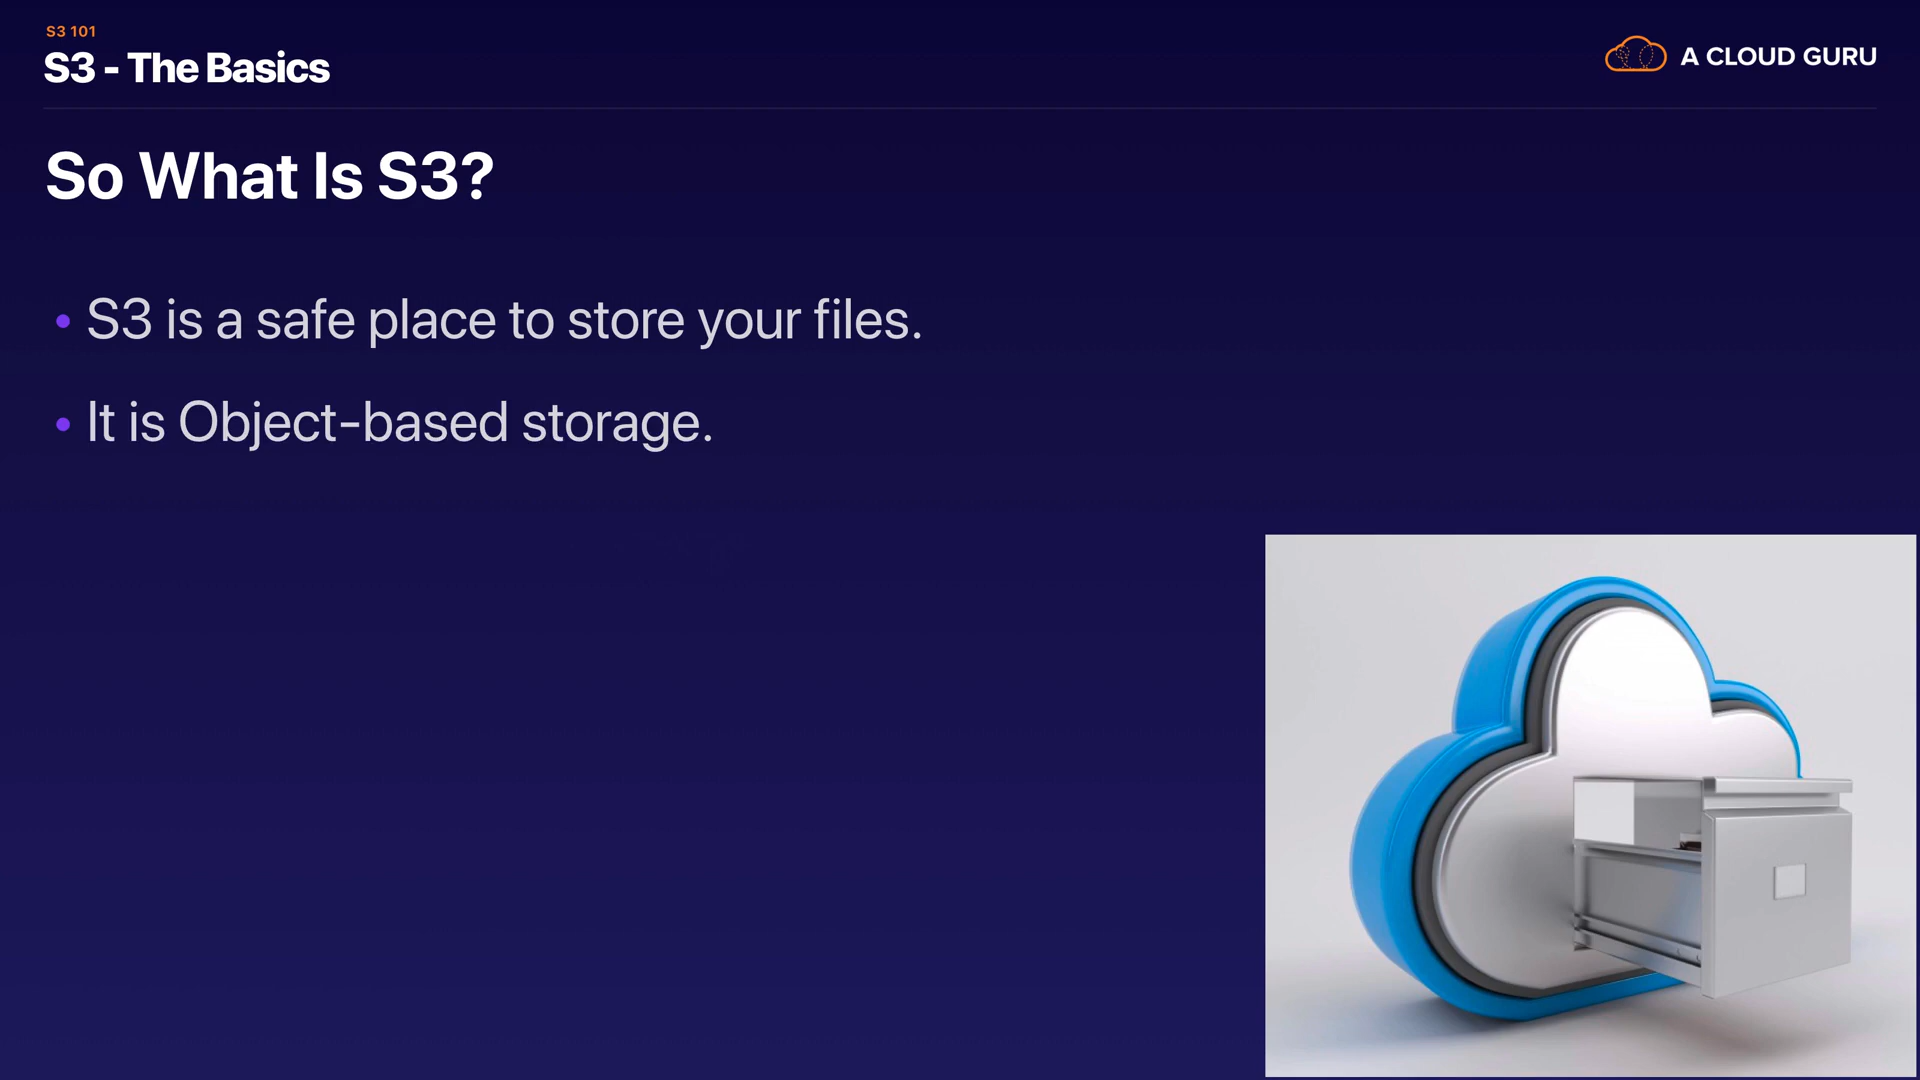 S3 101
S3 - The Basics
A CLOUD GURU
So What Is S3?
• S3 is a safe place to store your files.
• It is Object-based storage.